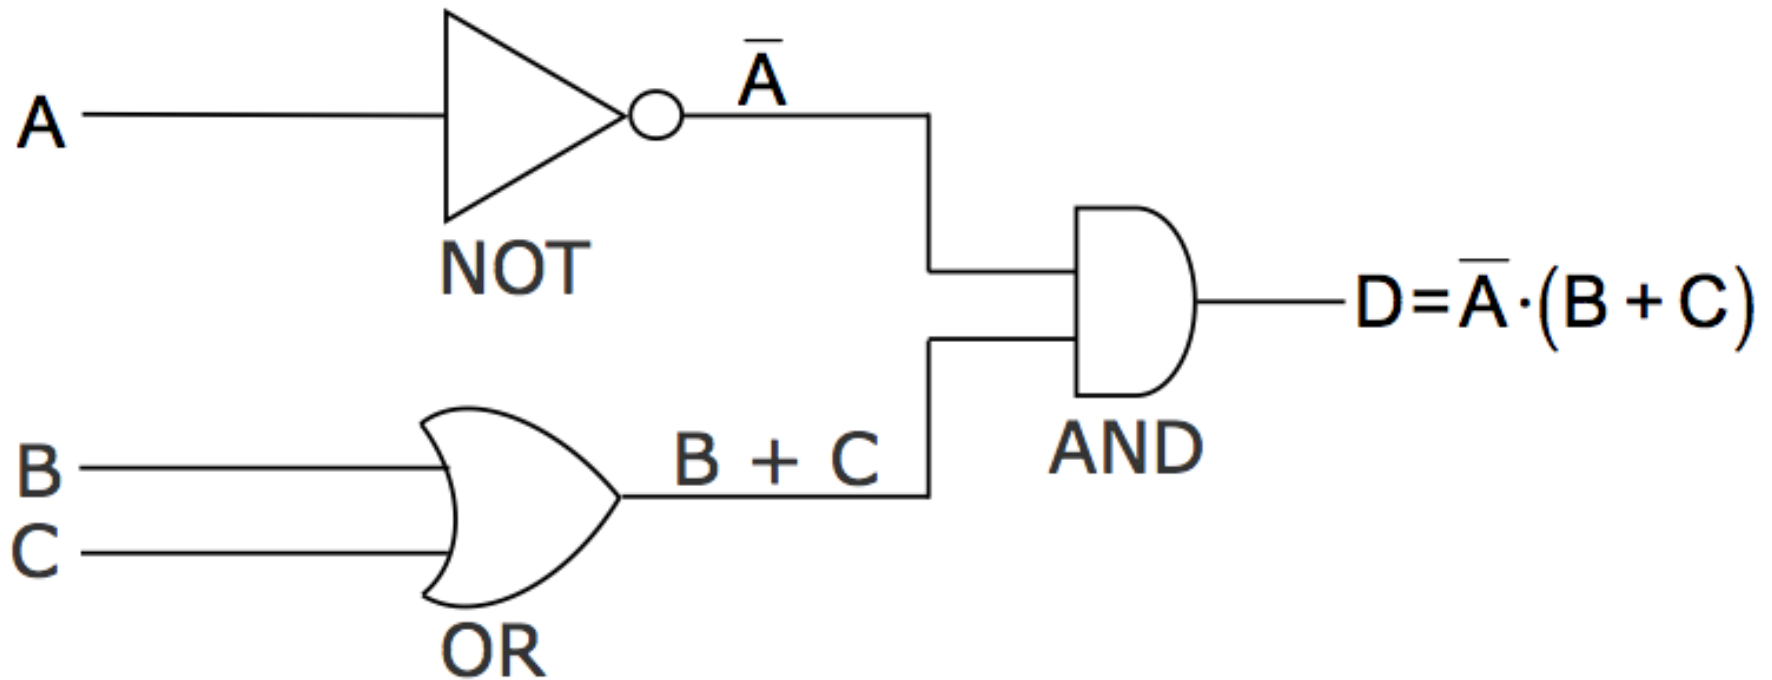 A
A̅
NOT
D = A̅ · (B + C)
B
B + C
AND
C
OR